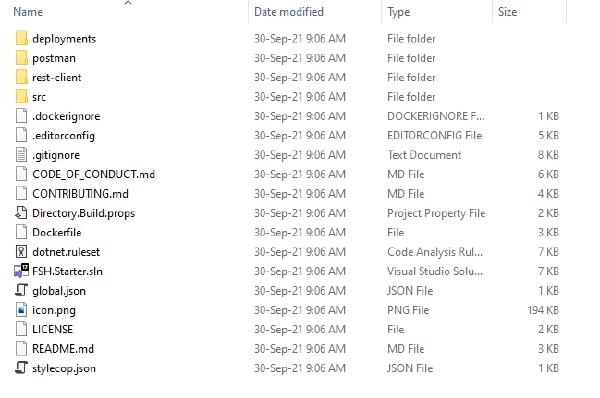 Name Date modified Type Size
deployments 30-Sep-21 9:06 AM File folder
postman 30-Sep-21 9:06 AM File folder
rest-client 30-Sep-21 9:06 AM File folder
src 30-Sep-21 9:06 AM File folder
.dockerignore 30-Sep-21 9:06 AM DOCKERIGNORE F... 1 KB
.editorconfig 30-Sep-21 9:06 AM EDITORCONFIG File 5 KB
.gitignore 30-Sep-21 9:06 AM Text Document 8 KB
CODE_OF_CONDUCT.md 30-Sep-21 9:06 AM MD File 6 KB
CONTRIBUTING.md 30-Sep-21 9:06 AM MD File 4 KB
Directory.Build.props 30-Sep-21 9:06 AM Project Property File 2 KB
Dockerfile 30-Sep-21 9:06 AM File 3 KB
dotnet.ruleset 30-Sep-21 9:06 AM Code Analysis Rul... 7 KB
FSH.Starter.sln 30-Sep-21 9:06 AM Visual Studio Solu... 7 KB
global.json 30-Sep-21 9:06 AM JSON File 1 KB
icon.png 30-Sep-21 9:06 AM PNG File 194 KB
LICENSE 30-Sep-21 9:06 AM File 2 KB
README.md 30-Sep-21 9:06 AM MD File 3 KB
stylecop.json 30-Sep-21 9:06 AM JSON File 1 KB